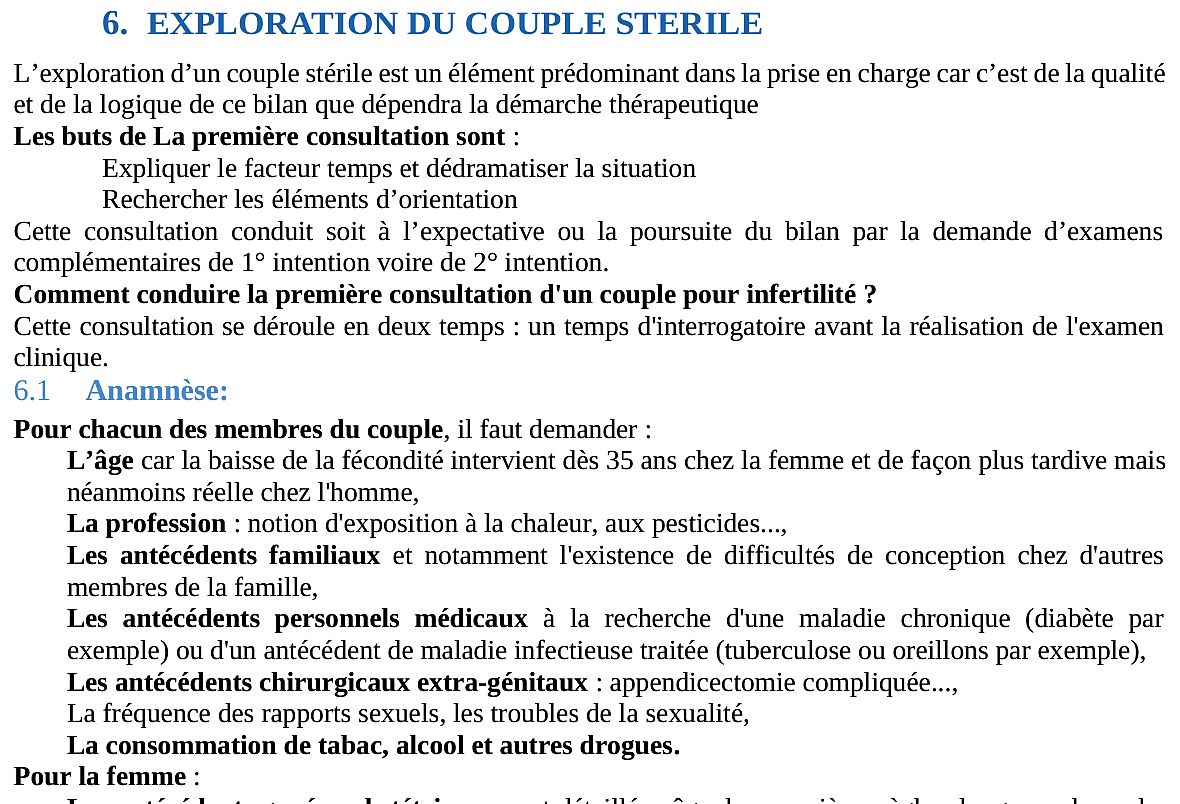 6. EXPLORATION DU COUPLE STERILE
L’exploration d’un couple stérile est un élément prédominant dans la prise en charge car c’est de la qualité
et de la logique de ce bilan que dépendra la démarche thérapeutique
Les buts de La première consultation sont :
Expliquer le facteur temps et dédramatiser la situation
Rechercher les éléments d’orientation
Cette consultation conduit soit à l’expectative ou la poursuite du bilan par la demande d’examens
complémentaires de 1° intention voire de 2° intention.
Comment conduire la première consultation d'un couple pour infertilité ?
Cette consultation se déroule en deux temps : un temps d'interrogatoire avant la réalisation de l'examen
clinique.
6.1 Anamnèse:
Pour chacun des membres du couple, il faut demander :
L’âge car la baisse de la fécondité intervient dès 35 ans chez la femme et de façon plus tardive mais
néanmoins réelle chez l'homme,
La profession : notion d'exposition à la chaleur, aux pesticides...,
Les antécédents familiaux et notamment l'existence de difficultés de conception chez d'autres
membres de la famille,
Les antécédents personnels médicaux à la recherche d'une maladie chronique (diabète par
exemple) ou d'un antécédent de maladie infectieuse traitée (tuberculose ou oreillons par exemple),
Les antécédents chirurgicaux extra-génitaux : appendicectomie compliquée...,
La fréquence des rapports sexuels, les troubles de la sexualité,
La consommation de tabac, alcool et autres drogues.
Pour la femme :